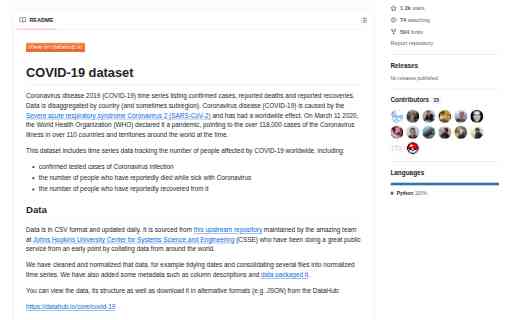 README
COVID-19 dataset
Coronavirus disease 2019 (COVID-19) time series listing confirmed cases, reported deaths and reported recoveries.
Data is disaggregated by country (and sometimes subregion). Coronavirus disease (COVID-19) is caused by the
Severe acute respiratory syndrome Coronavirus 2 (SARS-CoV-2) and has had a worldwide effect. On March 11 2020,
the World Health Organization (WHO) declared it a pandemic, pointing to the over 118,000 cases of the Coronavirus
illness in over 110 countries and territories around the world at the time.
This dataset includes time series data tracking the number of people affected by COVID-19 worldwide, including:
confirmed tested cases of Coronavirus infection
the number of people who have reportedly died while sick with Coronavirus
the number of people who have reportedly recovered from it
Data
Data is in CSV format and updated daily. It is sourced from this upstream repository maintained by the amazing team
at Johns Hopkins University Center for Systems Science and Engineering (CSSE) who have been doing a great public
service from an early point by collating data from around the world.
We have cleaned and normalized that data, for example tidying dates and consolidating several files into normalized
time series. We have also added some metadata such as column descriptions and data packaged it.
You can view the data, its structure as well as download it in alternative formats (e.g. JSON) from the DataHub:
https://datahub.io/core/covid-19
1.2k stars
74 watching
forks
Report repository
Releases
No releases published
Contributors
Languages
Python 100%